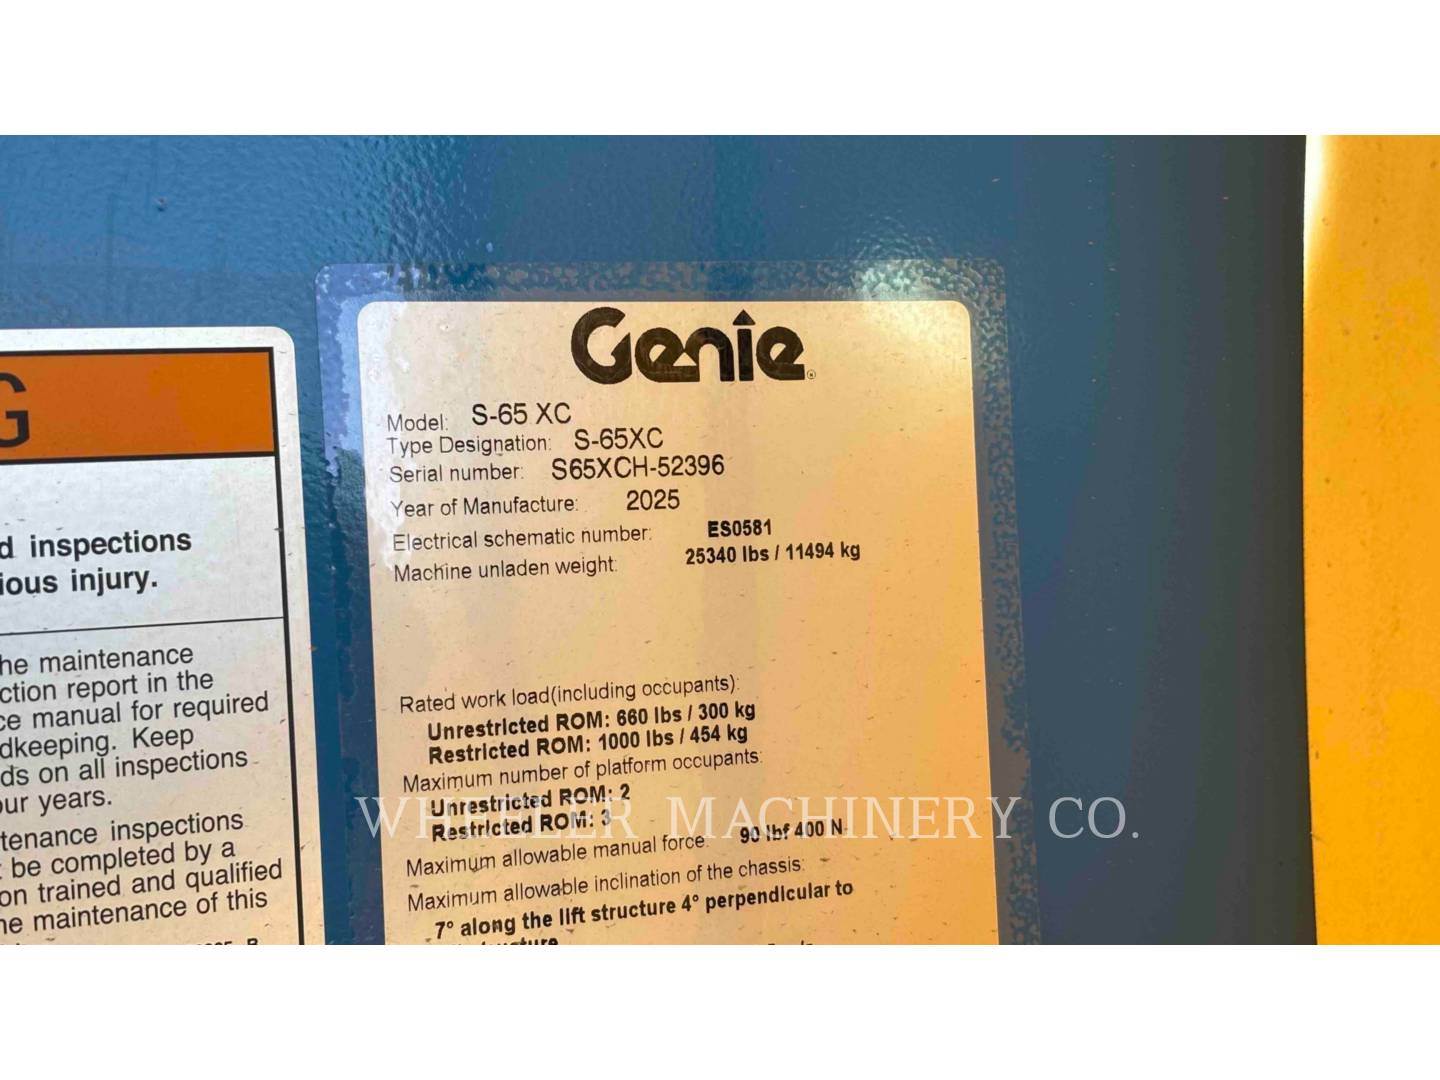 G
d inspections
ious injury.
he maintenance
ction report in the
ce manual for required
dkeeping. Keep
ds on all inspections
our years.
tenance inspections
t be completed by a
on trained and qualified
he maintenance of this
Genie®
Model: S-65 XC
Type Designation: S-65XC
Serial number: S65XCH-52396
Year of Manufacture: 2025
Electrical schematic number: ES0581
Machine unladen weight: 25340 lbs / 11494 kg
Rated work load(including occupants):
Unrestricted ROM: 660 lbs / 300 kg
Restricted ROM: 1000 lbs / 454 kg
Maximum number of platform occupants:
Unrestricted ROM: 2
Restricted ROM: 3
Maximum allowable manual force: 90 lbf 400 N
Maximum allowable inclination of the chassis:
7° along the lift structure 4° perpendicular to
WHEELER MACHINERY CO.